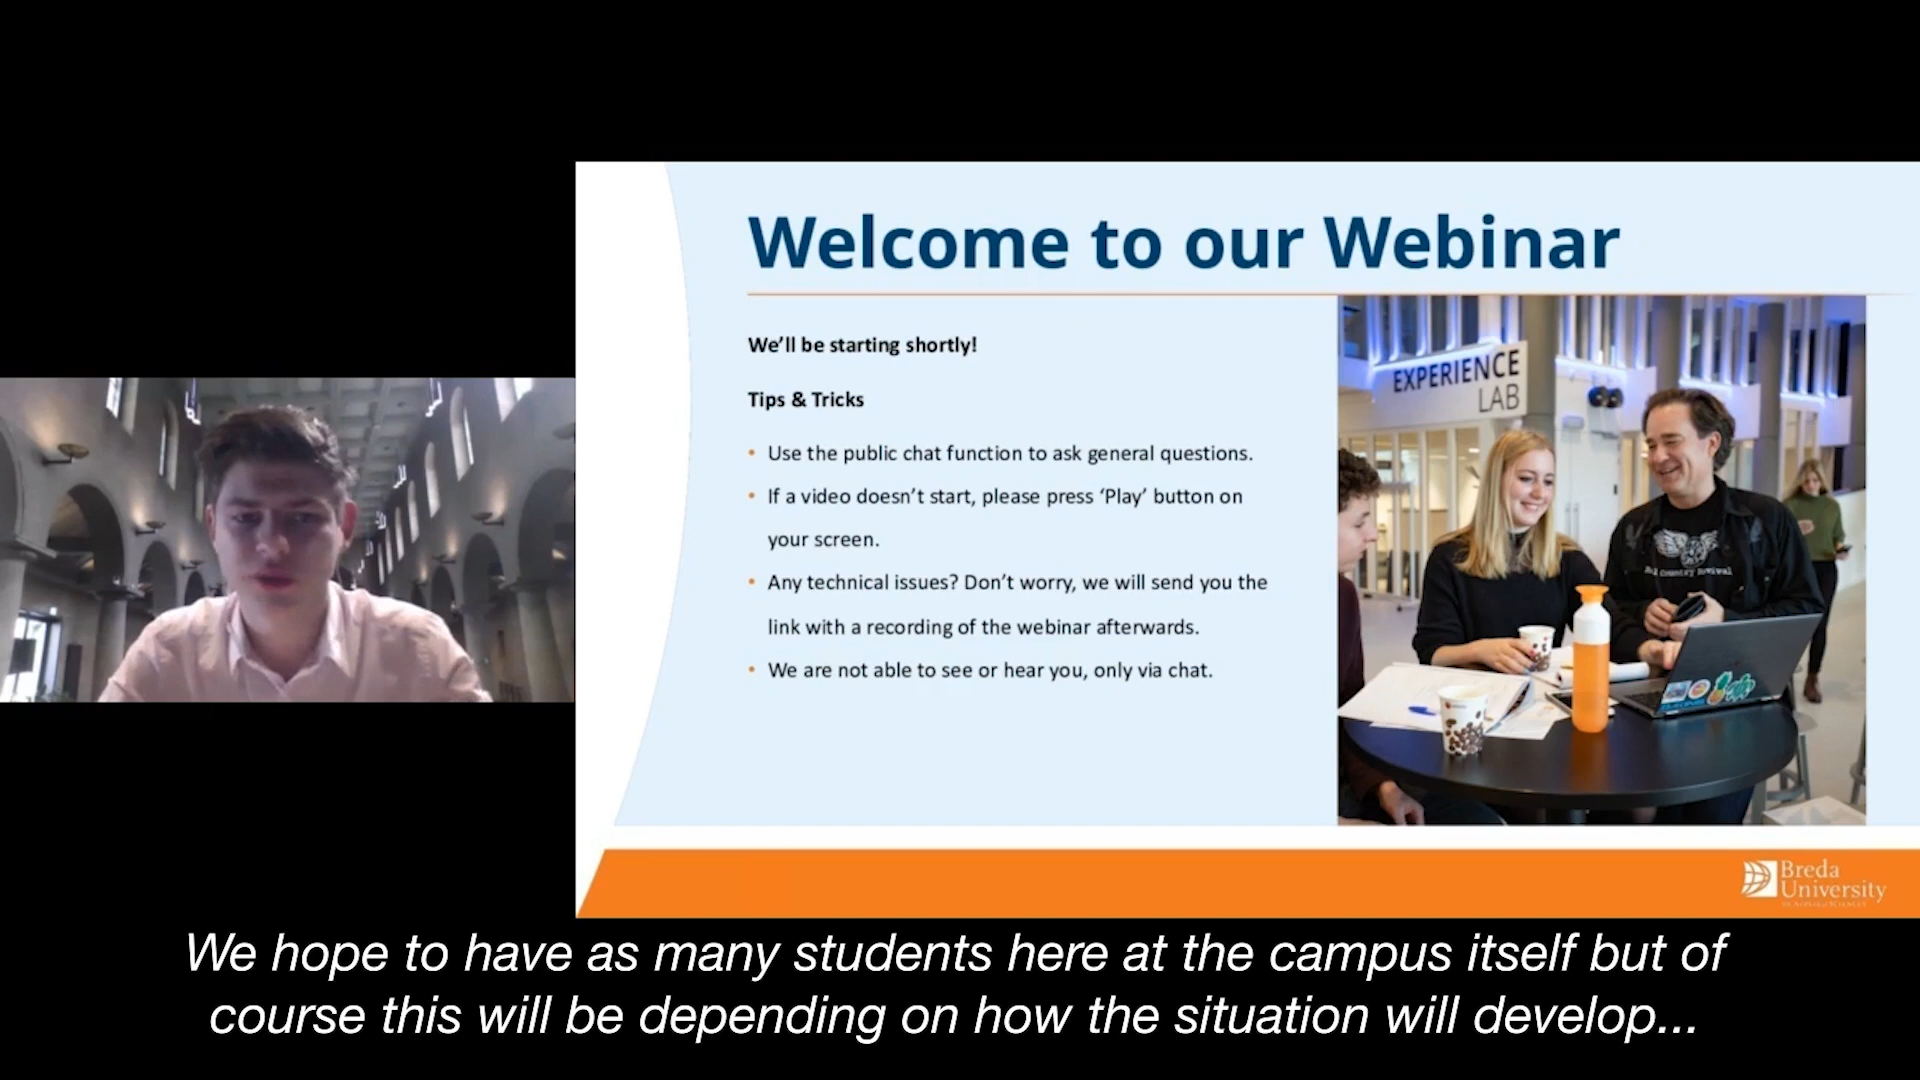 Welcome to our Webinar
We'll be starting shortly!
Tips & Tricks
• Use the public chat function to ask general questions.
• If a video doesn't start, please press 'Play' button on
your screen.
• Any technical issues? Don't worry, we will send you the
link with a recording of the webinar afterwards.
• We are not able to see or hear you, only via chat.
EXPERIENCE
LAB
Breda
University
We hope to have as many students here at the campus itself but of
course this will be depending on how the situation will develop...